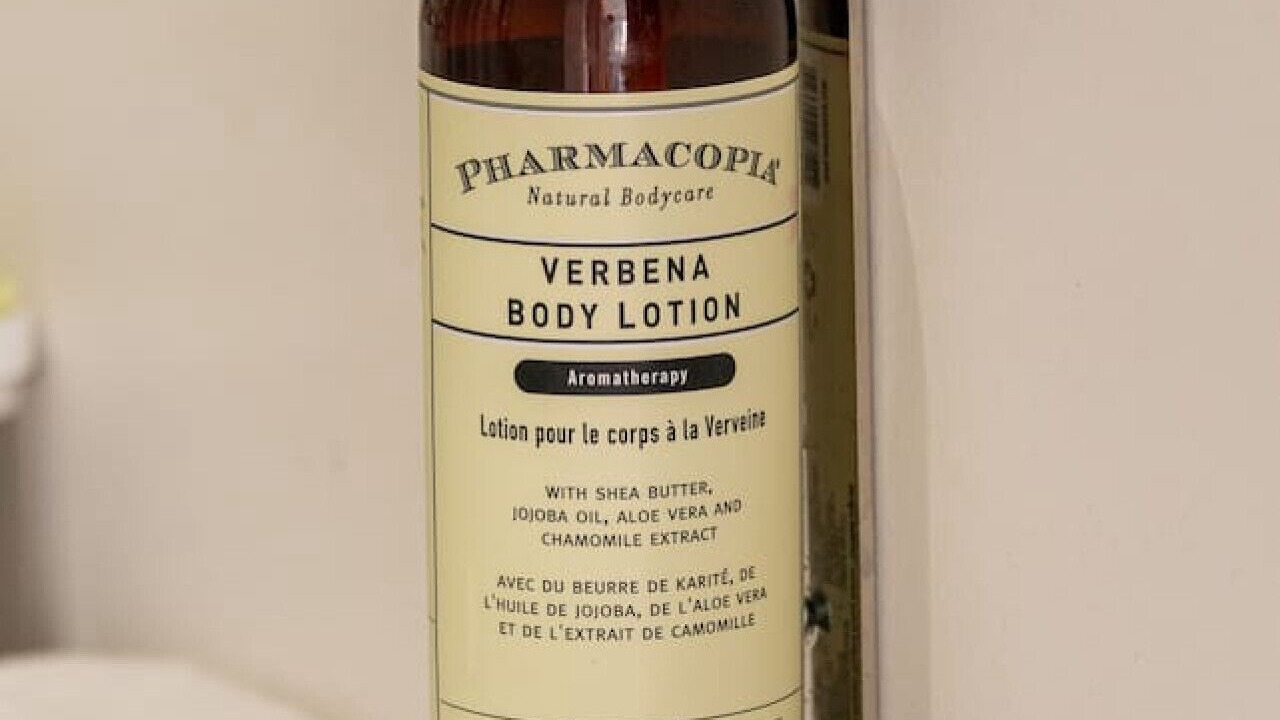 PHARMACOPIA
Natural Bodycare
VERBENA
BODY LOTION
Aromatherapy
Lotion pour le corps à la Verveine
WITH SHEA BUTTER,
JOJOBA OIL, ALOE VERA AND
CHAMOMILE EXTRACT
AVEC DU BEURRE DE KARITÉ, DE
L'HUILE DE JOJOBA, DE L'ALOE VERA
ET DE L'EXTRAIT DE CAMOMILLE